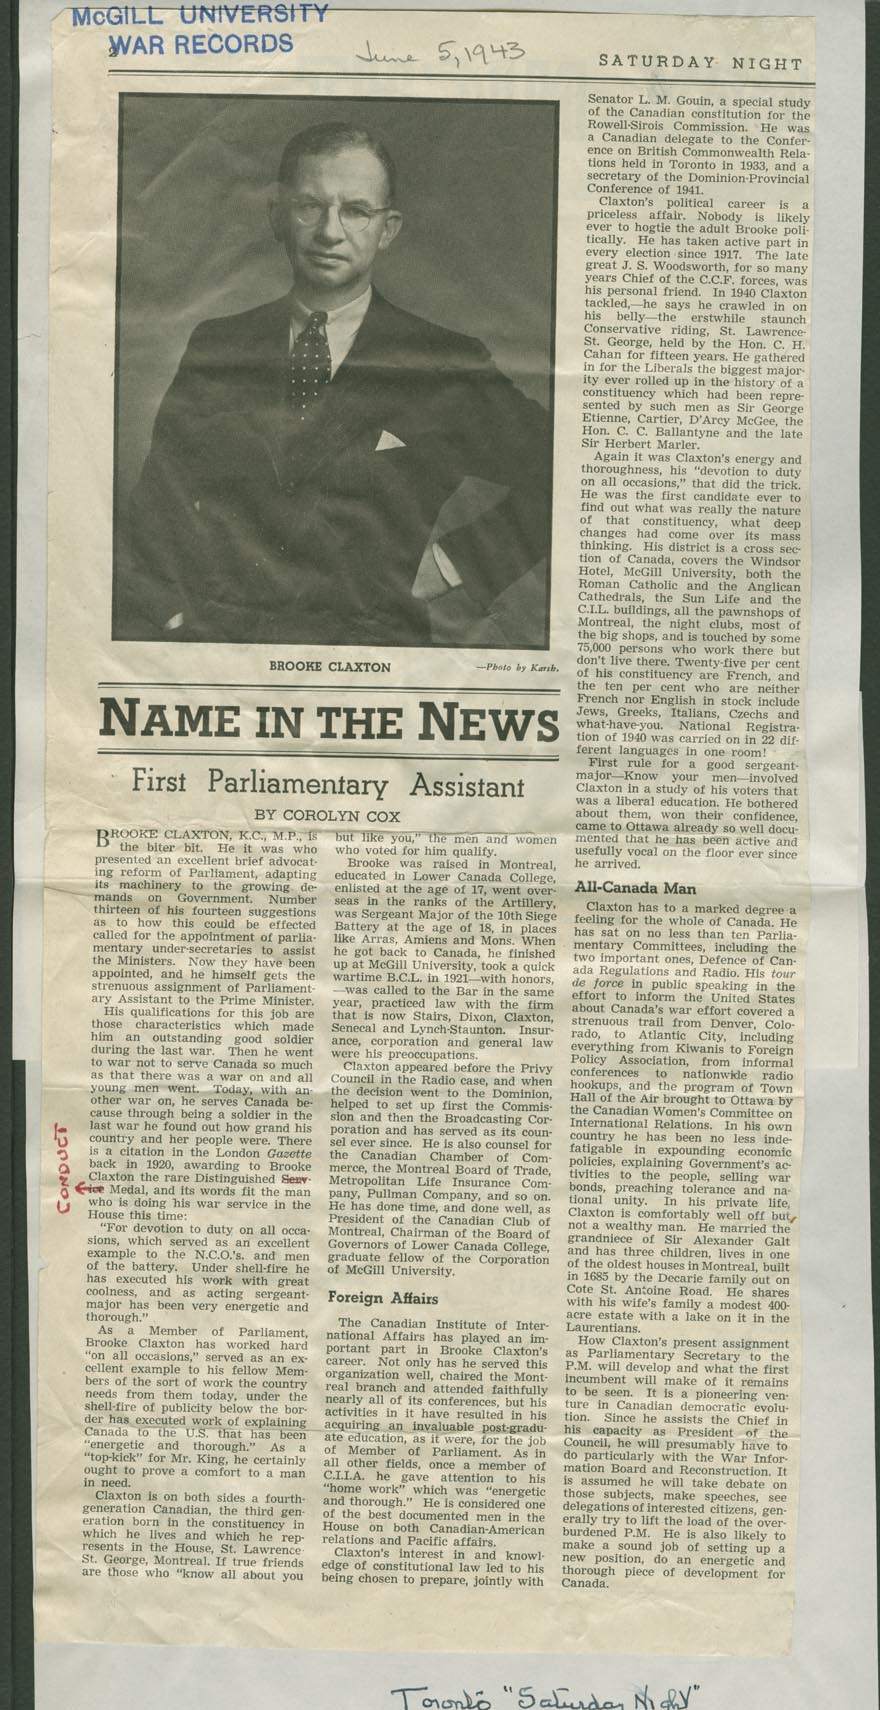 McGILL UNIVERSITY
WAR RECORDS
June 5, 1943
SATURDAY NIGHT
BROOKE CLAXTON
—Photo by Karsh.
NAME IN THE NEWS
First Parliamentary Assistant
BY COROLYN COX
BROOKE CLAXTON, K.C., M.P., is
the biter bit. He it was who
presented an excellent brief advocat-
ing reform of Parliament, adapting
its machinery to the growing de-
mands on Government. Number
thirteen of his fourteen suggestions
as to how this could be effected
called for the appointment of parlia-
mentary under-secretaries to assist
the Ministers. Now they have been
appointed, and he himself gets the
strenuous assignment of Parliament-
ary Assistant to the Prime Minister.
His qualifications for this job are
those characteristics which made
him an outstanding good soldier
during the last war. Then he went
to war not to serve Canada so much
as that there was a war on and all
young men went. Today, with an-
other war on, he serves Canada be-
cause through being a soldier in the
last war he found out how grand his
country and her people were. There
is a citation in the London Gazette
back in 1920, awarding to Brooke
Claxton the rare Distinguished Serv-
ice Medal, and its words fit the man
who is doing his war service in the
House this time:
CONDUCT
"For devotion to duty on all occa-
sions, which served as an excellent
example to the N.C.O.'s. and men
of the battery. Under shell-fire he
has executed his work with great
coolness, and as acting sergeant-
major has been very energetic and
thorough."
As a Member of Parliament,
Brooke Claxton has worked hard
"on all occasions," served as an ex-
cellent example to his fellow Mem-
bers of the sort of work the country
needs from them today, under the
shell-fire of publicity below the bor-
der has executed work of explaining
Canada to the U.S. that has been
"energetic and thorough." As a
"top-kick" for Mr. King, he certainly
ought to prove a comfort to a man
in need.
Claxton is on both sides a fourth-
generation Canadian, the third gen-
eration born in the constituency in
which he lives and which he rep-
resents in the House, St. Lawrence-
St. George, Montreal. If true friends
are those who "know all about you
but like you," the men and women
who voted for him qualify.
Brooke was raised in Montreal,
educated in Lower Canada College,
enlisted at the age of 17, went over-
seas in the ranks of the Artillery,
was Sergeant Major of the 10th Siege
Battery at the age of 18, in places
like Arras, Amiens and Mons. When
he got back to Canada, he finished
up at McGill University, took a quick
wartime B.C.L. in 1921—with honors,
—was called to the Bar in the same
year, practiced law with the firm
that is now Stairs, Dixon, Claxton,
Senecal and Lynch-Staunton. Insur-
ance, corporation and general law
were his preoccupations.
Claxton appeared before the Privy
Council in the Radio case, and when
the decision went to the Dominion,
helped to set up first the Commis-
sion and then the Broadcasting Cor-
poration and has served as its coun-
sel ever since. He is also counsel for
the Canadian Chamber of Com-
merce, the Montreal Board of Trade,
Metropolitan Life Insurance Com-
pany, Pullman Company, and so on.
He has done time, and done well, as
President of the Canadian Club of
Montreal, Chairman of the Board of
Governors of Lower Canada College,
graduate fellow of the Corporation
of McGill University.
Foreign Affairs
The Canadian Institute of Inter-
national Affairs has played an im-
portant part in Brooke Claxton's
career. Not only has he served this
organization well, chaired the Mont-
real branch and attended faithfully
nearly all of its conferences, but his
activities in it have resulted in his
acquiring an invaluable post-gradu-
ate education, as it were, for the job
of Member of Parliament. As in
all other fields, once a member of
C.I.I.A. he gave attention to his
"home work" which was "energetic
and thorough." He is considered one
of the best documented men in the
House on both Canadian-American
relations and Pacific affairs.
Claxton's interest in and knowl-
edge of constitutional law led to his
being chosen to prepare, jointly with
Senator L. M. Gouin, a special study
of the Canadian constitution for the
Rowell-Sirois Commission. He was
a Canadian delegate to the Confer-
ence on British Commonwealth Rela-
tions held in Toronto in 1933, and a
secretary of the Dominion-Provincial
Conference of 1941.
Claxton's political career is a
priceless affair. Nobody is likely
ever to hogtie the adult Brooke poli-
tically. He has taken active part in
every election since 1917. The late
great J. S. Woodsworth, for so many
years Chief of the C.C.F. forces, was
his personal friend. In 1940 Claxton
tackled,—he says he crawled in on
his belly—the erstwhile staunch
Conservative riding, St. Lawrence-
St. George, held by the Hon. C. H.
Cahan for fifteen years. He gathered
in for the Liberals the biggest major-
ity ever rolled up in the history of a
constituency which had been repre-
sented by such men as Sir George
Etienne, Cartier, D'Arcy McGee, the
Hon. C. C. Ballantyne and the late
Sir Herbert Marler.
Again it was Claxton's energy and
thoroughness, his "devotion to duty
on all occasions," that did the trick.
He was the first candidate ever to
find out what was really the nature
of that constituency, what deep
changes had come over its mass
thinking. His district is a cross sec-
tion of Canada, covers the Windsor
Hotel, McGill University, both the
Roman Catholic and the Anglican
Cathedrals, the Sun Life and the
C.I.L. buildings, all the pawnshops of
Montreal, the night clubs, most of
the big shops, and is touched by some
75,000 persons who work there but
don't live there. Twenty-five per cent
of his constituency are French, and
the ten per cent who are neither
French nor English in stock include
Jews, Greeks, Italians, Czechs and
what-have-you. National Registra-
tion of 1940 was carried on in 22 dif-
ferent languages in one room!
First rule for a good sergeant-
major—Know your men—involved
Claxton in a study of his voters that
was a liberal education. He bothered
about them, won their confidence,
came to Ottawa already so well docu-
mented that he has been active and
usefully vocal on the floor ever since
he arrived.
All-Canada Man
Claxton has to a marked degree a
feeling for the whole of Canada. He
has sat on no less than ten Parlia-
mentary Committees, including the
two important ones, Defence of Can-
ada Regulations and Radio. His tour
de force in public speaking in the
effort to inform the United States
about Canada's war effort covered a
strenuous trail from Denver, Colo-
rado, to Atlantic City, including
everything from Kiwanis to Foreign
Policy Association, from informal
conferences to nationwide radio
hookups, and the program of Town
Hall of the Air brought to Ottawa by
the Canadian Women's Committee on
International Relations. In his own
country he has been no less inde-
fatigable in expounding economic
policies, explaining Government's ac-
tivities to the people, selling war
bonds, preaching tolerance and na-
tional unity. In his private life,
Claxton is comfortably well off but
not a wealthy man. He married the
grandniece of Sir Alexander Galt
and has three children, lives in one
of the oldest houses in Montreal, built
in 1685 by the Decarie family out on
Cote St. Antoine Road. He shares
with his wife's family a modest 400-
acre estate with a lake on it in the
Laurentians.
How Claxton's present assignment
as Parliamentary Secretary to the
P.M. will develop and what the first
incumbent will make of it remains
to be seen. It is a pioneering ven-
ture in Canadian democratic evolu-
tion. Since he assists the Chief in
his capacity as President of the
Council, he will presumably have to
do particularly with the War Infor-
mation Board and Reconstruction. It
is assumed he will take debate on
those subjects, make speeches, see
delegations of interested citizens, gen-
erally try to lift the load of the over-
burdened P.M. He is also likely to
make a sound job of setting up a
new position, do an energetic and
thorough piece of development for
Canada.
Toronto "Saturday Night"